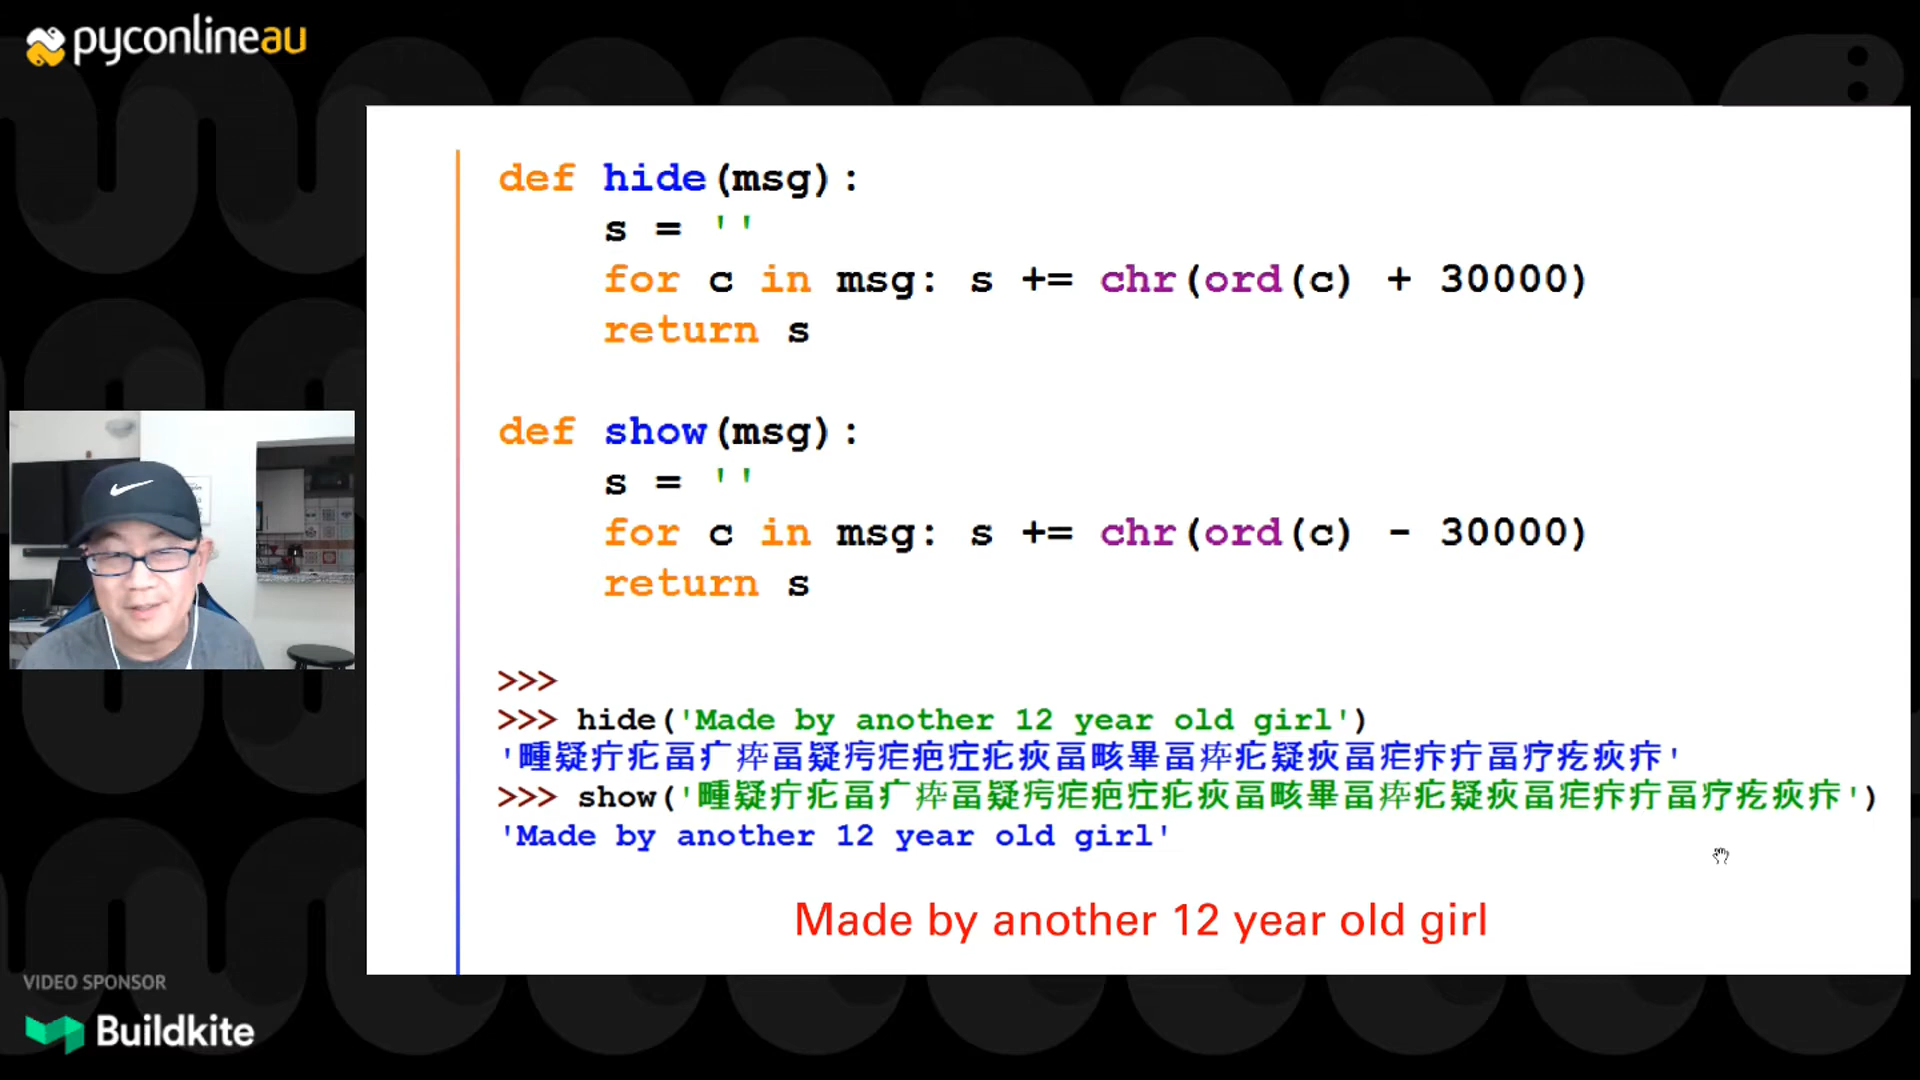 pyconlineau
def hide(msg):
    s = ''
    for c in msg: s += chr(ord(c) + 30000)
    return s
def show(msg):
    s = ''
    for c in msg: s += chr(ord(c) - 30000)
    return s
>>>
>>> hide('Made by another 12 year old girl')
'畽疑疔疕畐疒疩畐疑疞疟疤疘疕疢畐畡畢畐疩疕疑疢畐疟疜疔畐疗疙疢疜'
>>> show('畽疑疔疕畐疒疩畐疑疞疟疤疘疕疢畐畡畢畐疩疕疑疢畐疟疜疔畐疗疙疢疜')
'Made by another 12 year old girl'
Made by another 12 year old girl
VIDEO SPONSOR
Buildkite